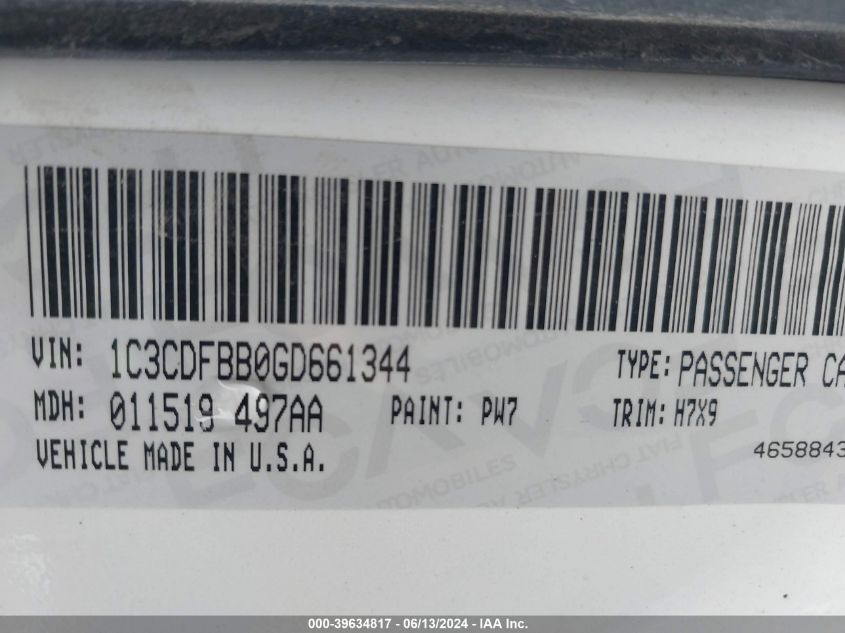 VIN: 1C3CDFBB0GD661344 TYPE: PASSENGER CA
MDH: 011519 497AA PAINT: PW7 TRIM: H7X9
VEHICLE MADE IN U.S.A. 4658843
000-39634817 - 06/13/2024 - IAA Inc.